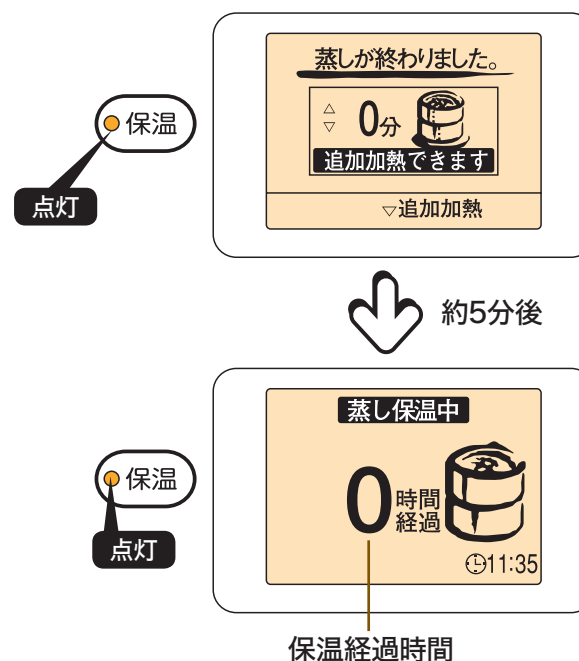 蒸しが終わりました。
△
▽
0分
追加加熱できます
▽追加加熱
保温
点灯
約5分後
蒸し保温中
0時間
経過
11:35
保温
点灯
保温経過時間